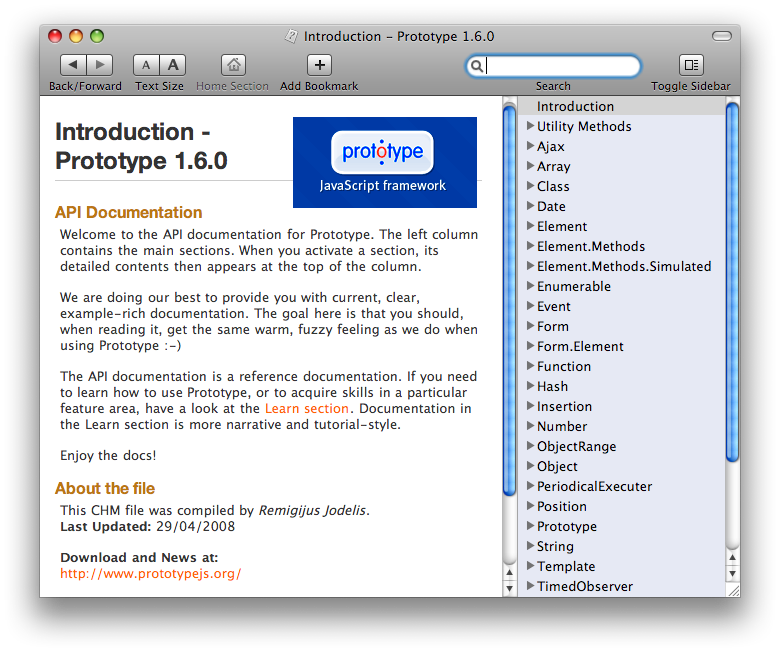 Introduction – Prototype 1.6.0
A A
Back/Forward Text Size Home Section Add Bookmark Search Toggle Sidebar
Introduction -
Prototype 1.6.0
prototype
JavaScript framework
API Documentation
Welcome to the API documentation for Prototype. The left column
contains the main sections. When you activate a section, its
detailed contents then appears at the top of the column.
We are doing our best to provide you with current, clear,
example-rich documentation. The goal here is that you should,
when reading it, get the same warm, fuzzy feeling as we do when
using Prototype :-)
The API documentation is a reference documentation. If you need
to learn how to use Prototype, or to acquire skills in a particular
feature area, have a look at the Learn section. Documentation in
the Learn section is more narrative and tutorial-style.
Enjoy the docs!
About the file
This CHM file was compiled by Remigijus Jodelis.
Last Updated: 29/04/2008
Download and News at:
http://www.prototypejs.org/
Introduction
Utility Methods
Ajax
Array
Class
Date
Element
Element.Methods
Element.Methods.Simulated
Enumerable
Event
Form
Form.Element
Function
Hash
Insertion
Number
ObjectRange
Object
PeriodicalExecuter
Position
Prototype
String
Template
TimedObserver